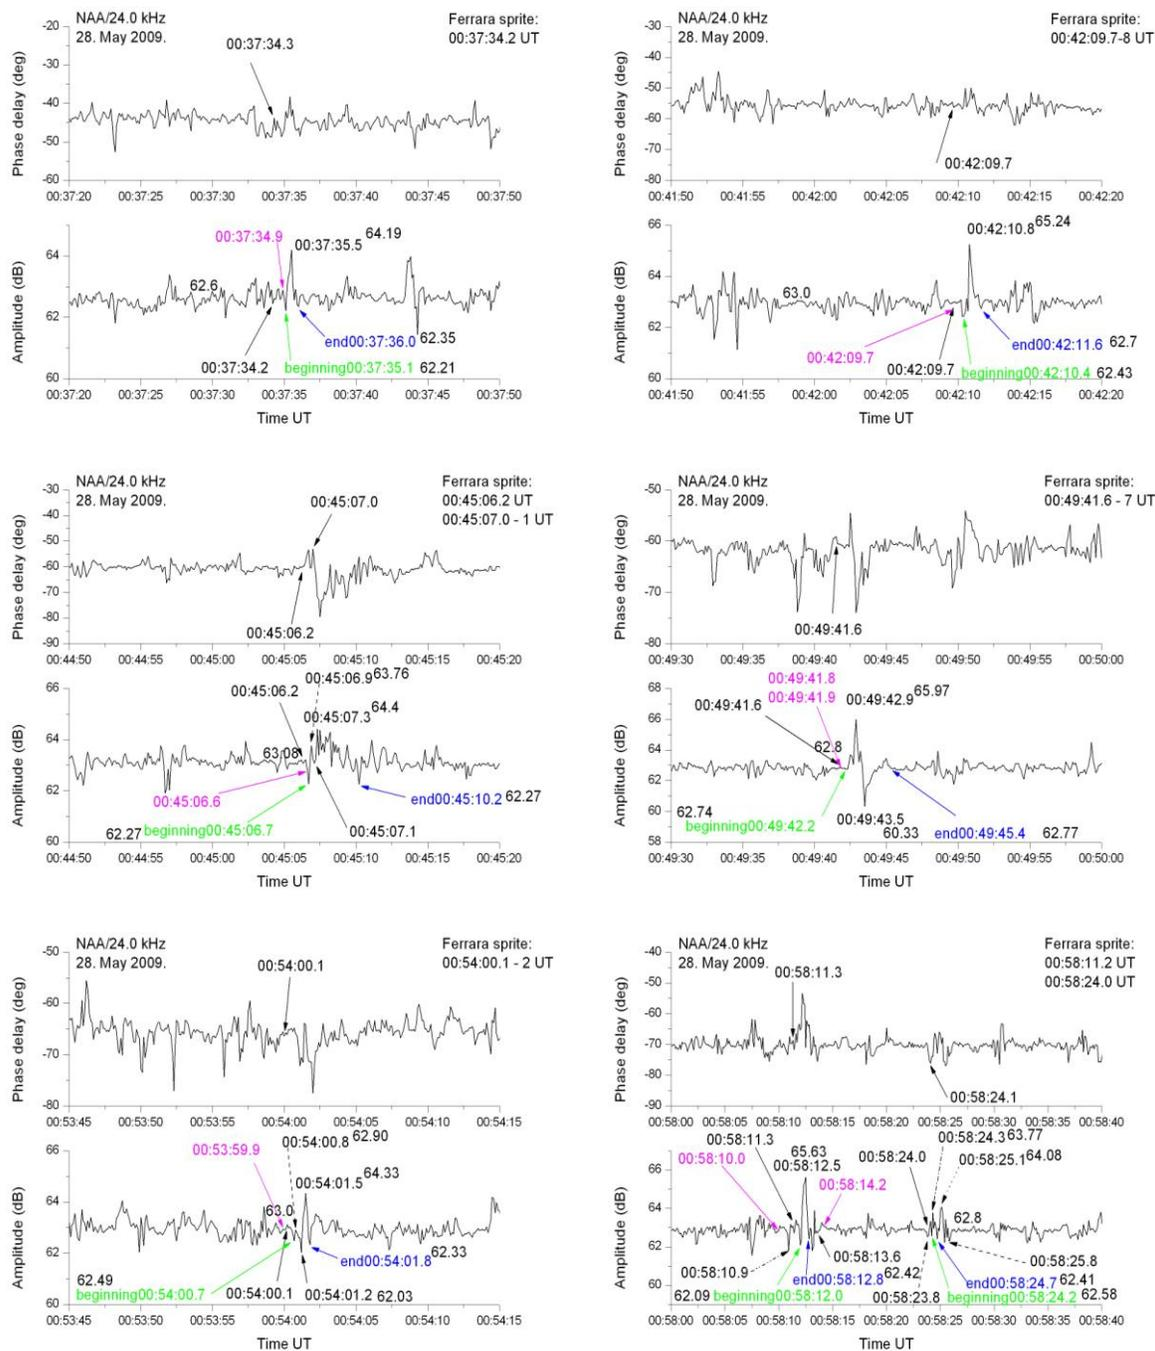 NAA/24.0 kHz
28. May 2009.
Ferrara sprite:
00:37:34.2 UT
00:37:34.3
Phase delay (deg)
-20
-30
-40
-50
-60
00:37:20 00:37:25 00:37:30 00:37:35 00:37:40 00:37:45 00:37:50
Amplitude (dB)
64
62
60
00:37:34.9
00:37:35.5 64.19
62.6
end00:37:36.0 62.35
00:37:34.2
beginning00:37:35.1 62.21
00:37:20 00:37:25 00:37:30 00:37:35 00:37:40 00:37:45 00:37:50
Time UT
NAA/24.0 kHz
28. May 2009.
Ferrara sprite:
00:42:09.7-8 UT
Phase delay (deg)
-30
-40
-50
-60
-70
-80
00:42:09.7
00:41:50 00:41:55 00:42:00 00:42:05 00:42:10 00:42:15 00:42:20
Amplitude (dB)
66
64
62
60
00:42:10.8 65.24
63.0
end00:42:11.6 62.7
00:42:09.7
00:42:09.7
beginning00:42:10.4 62.43
00:41:50 00:41:55 00:42:00 00:42:05 00:42:10 00:42:15 00:42:20
Time UT
NAA/24.0 kHz
28. May 2009.
Ferrara sprite:
00:45:06.2 UT
00:45:07.0 - 1 UT
00:45:07.0
Phase delay (deg)
-30
-40
-50
-60
-70
-80
-90
00:45:06.2
00:44:50 00:44:55 00:45:00 00:45:05 00:45:10 00:45:15 00:45:20
Amplitude (dB)
66
64
62
60
00:45:06.9 63.76
00:45:06.2
00:45:07.3 64.4
63.08
00:45:06.6
end00:45:10.2 62.27
62.27 beginning00:45:06.7
00:45:07.1
00:44:50 00:44:55 00:45:00 00:45:05 00:45:10 00:45:15 00:45:20
Time UT
NAA/24.0 kHz
28. May 2009.
Ferrara sprite:
00:49:41.6 - 7 UT
Phase delay (deg)
-50
-60
-70
-80
00:49:41.6
00:49:30 00:49:35 00:49:40 00:49:45 00:49:50 00:49:55 00:50:00
Amplitude (dB)
68
66
64
62
60
58
00:49:41.8
00:49:41.9
00:49:41.6
00:49:42.9 65.97
62.8
62.74
beginning00:49:42.2
00:49:43.5
60.33
end00:49:45.4 62.77
00:49:30 00:49:35 00:49:40 00:49:45 00:49:50 00:49:55 00:50:00
Time UT
NAA/24.0 kHz
28. May 2009.
Ferrara sprite:
00:54:00.1 - 2 UT
00:54:00.1
Phase delay (deg)
-50
-60
-70
-80
00:53:45 00:53:50 00:53:55 00:54:00 00:54:05 00:54:10 00:54:15
Amplitude (dB)
66
64
62
60
00:53:59.9
00:54:00.8 62.90
00:54:01.5 64.33
63.0
end00:54:01.8 62.33
62.49
beginning00:54:00.7
00:54:00.1
00:54:01.2 62.03
00:53:45 00:53:50 00:53:55 00:54:00 00:54:05 00:54:10 00:54:15
Time UT
NAA/24.0 kHz
28. May 2009.
Ferrara sprite:
00:58:11.2 UT
00:58:24.0 UT
00:58:11.3
Phase delay (deg)
-40
-50
-60
-70
-80
-90
00:58:24.1
00:58:00 00:58:05 00:58:10 00:58:15 00:58:20 00:58:25 00:58:30 00:58:35 00:58:40
Amplitude (dB)
66
64
62
60
00:58:11.3
00:58:10.0
65.63
00:58:12.5
00:58:14.2
00:58:24.0
00:58:24.3 63.77
00:58:25.1 64.08
62.8
00:58:10.9
00:58:13.6
00:58:25.8
end00:58:12.8 62.42
end00:58:24.7 62.41
62.09 beginning00:58:12.0
00:58:23.8
beginning00:58:24.2 62.58
00:58:00 00:58:05 00:58:10 00:58:15 00:58:20 00:58:25 00:58:30 00:58:35 00:58:40
Time UT